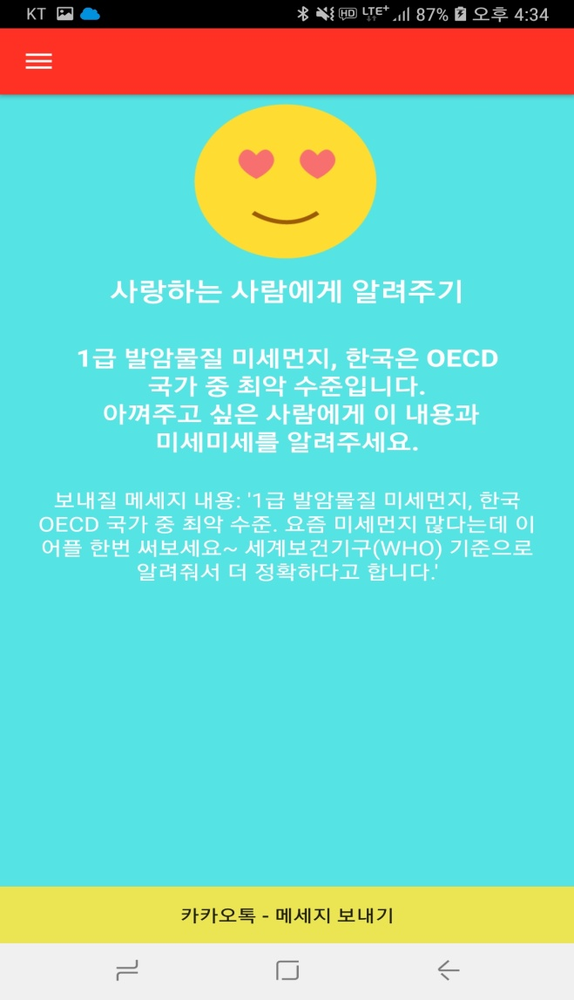 KT HD LTE+ 87% 오후 4:34
사랑하는 사람에게 알려주기
1급 발암물질 미세먼지, 한국은 OECD
국가 중 최악 수준입니다.
아껴주고 싶은 사람에게 이 내용과
미세미세를 알려주세요.
보내질 메세지 내용: '1급 발암물질 미세먼지, 한국
OECD 국가 중 최악 수준. 요즘 미세먼지 많다는데 이
어플 한번 써보세요~ 세계보건기구(WHO) 기준으로
알려줘서 더 정확하다고 합니다.'
카카오톡 - 메세지 보내기